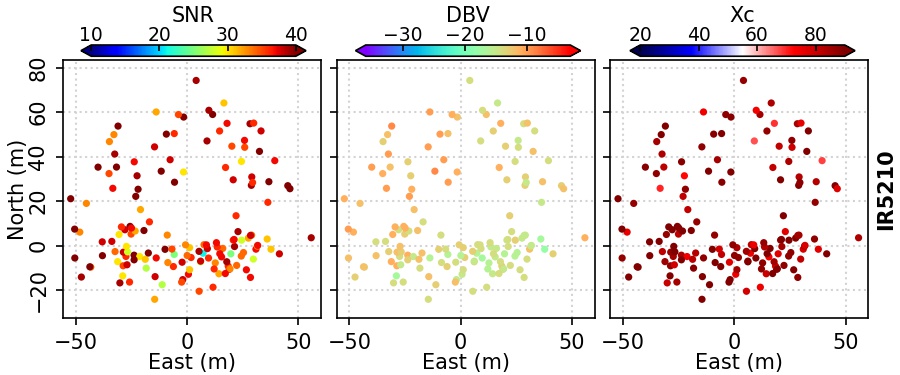 SNR
DBV
Xc
10 20 30 40
−30 −20 −10
20 40 60 80
North (m)
80
60
40
20
0
−20
−50 0 50
−50 0 50
−50 0 50
East (m)
East (m)
East (m)
IR5210